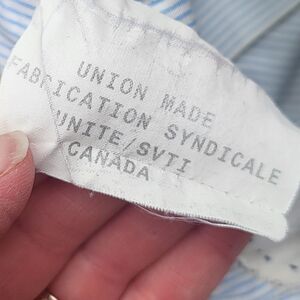 UNION MADE
FABRICATION SYNDICALE
UNITE/SVTI
CANADA